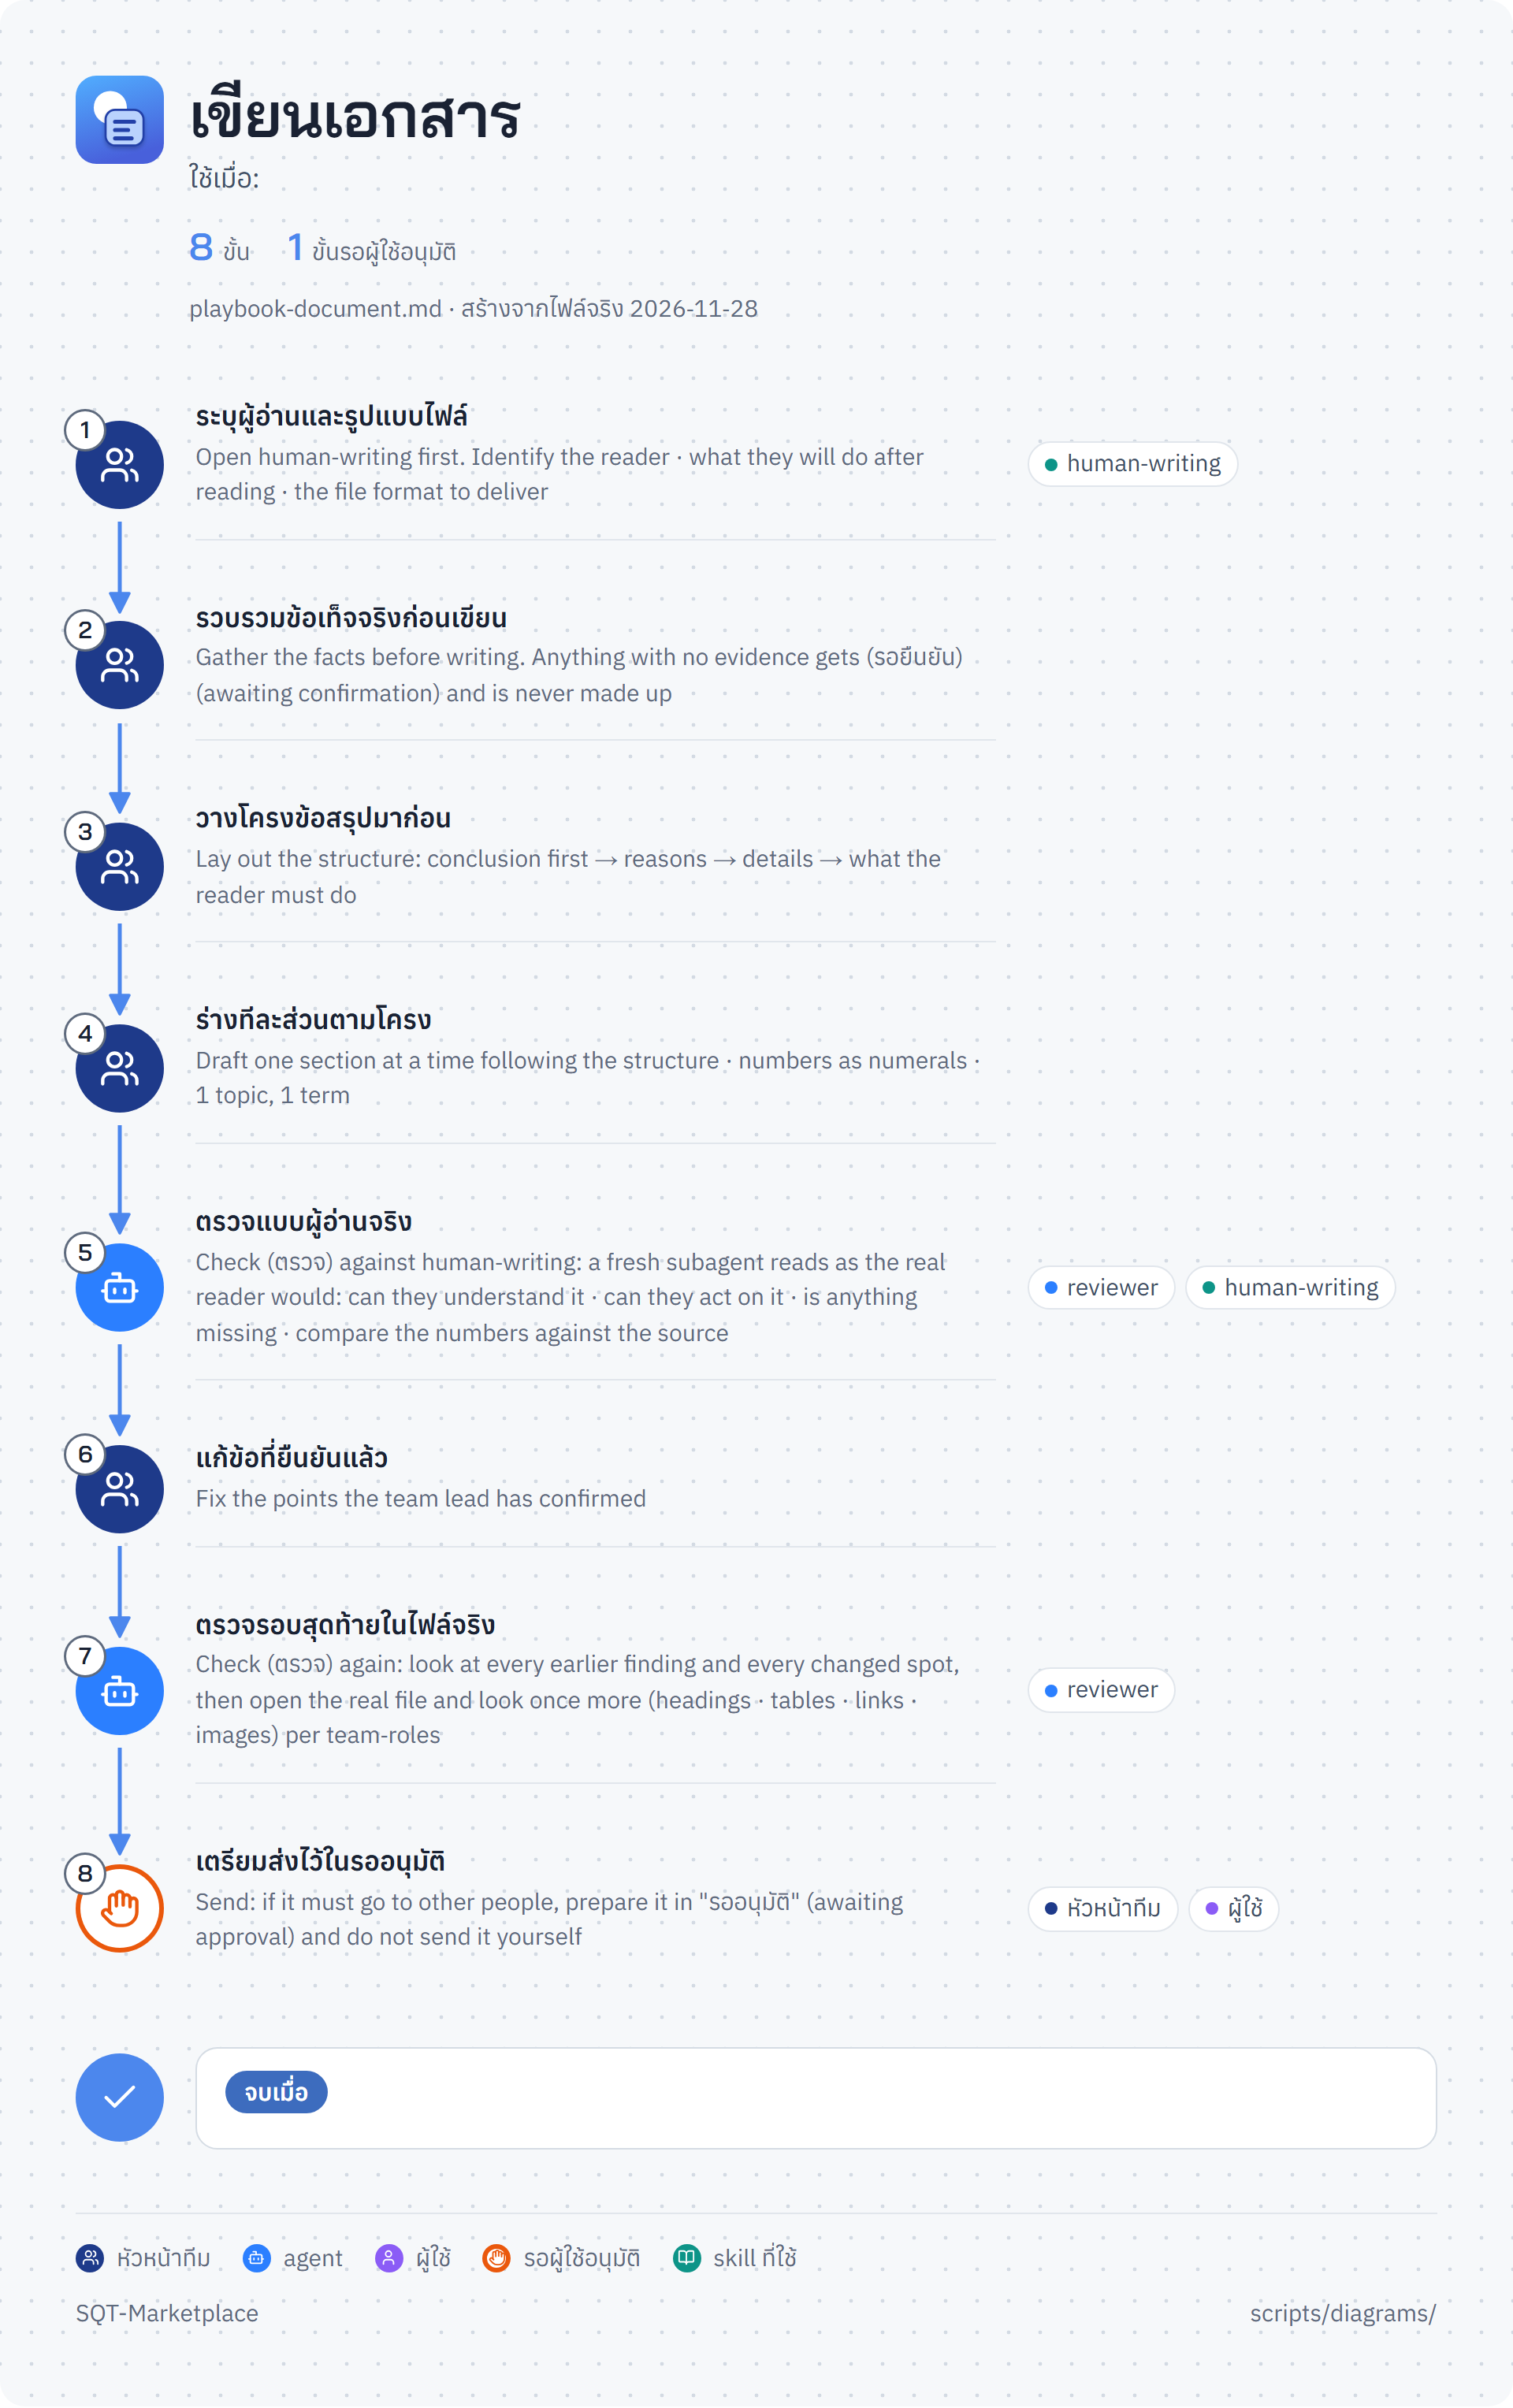 เขียนเอกสาร
ใช้เมื่อ:
8 ขั้น 1 ขั้นรอผู้ใช้อนุมัติ
playbook-document.md · สร้างจากไฟล์จริง 2026-11-28
1
ระบุผู้อ่านและรูปแบบไฟล์
Open human-writing first. Identify the reader · what they will do after
reading · the file format to deliver
human-writing
2
รวบรวมข้อเท็จจริงก่อนเขียน
Gather the facts before writing. Anything with no evidence gets (รอยืนยัน)
(awaiting confirmation) and is never made up
3
วางโครงข้อสรุปมาก่อน
Lay out the structure: conclusion first → reasons → details → what the
reader must do
4
ร่างทีละส่วนตามโครง
Draft one section at a time following the structure · numbers as numerals ·
1 topic, 1 term
5
ตรวจแบบผู้อ่านจริง
Check (ตรวจ) against human-writing: a fresh subagent reads as the real
reader would: can they understand it · can they act on it · is anything
missing · compare the numbers against the source
reviewer human-writing
6
แก้ข้อที่ยืนยันแล้ว
Fix the points the team lead has confirmed
7
ตรวจรอบสุดท้ายในไฟล์จริง
Check (ตรวจ) again: look at every earlier finding and every changed spot,
then open the real file and look once more (headings · tables · links ·
images) per team-roles
reviewer
8
เตรียมส่งไว้ในรออนุมัติ
Send: if it must go to other people, prepare it in "รออนุมัติ" (awaiting
approval) and do not send it yourself
หัวหน้าทีม ผู้ใช้
จบเมื่อ
หัวหน้าทีม agent ผู้ใช้ รอผู้ใช้อนุมัติ skill ที่ใช้
SQT-Marketplace scripts/diagrams/